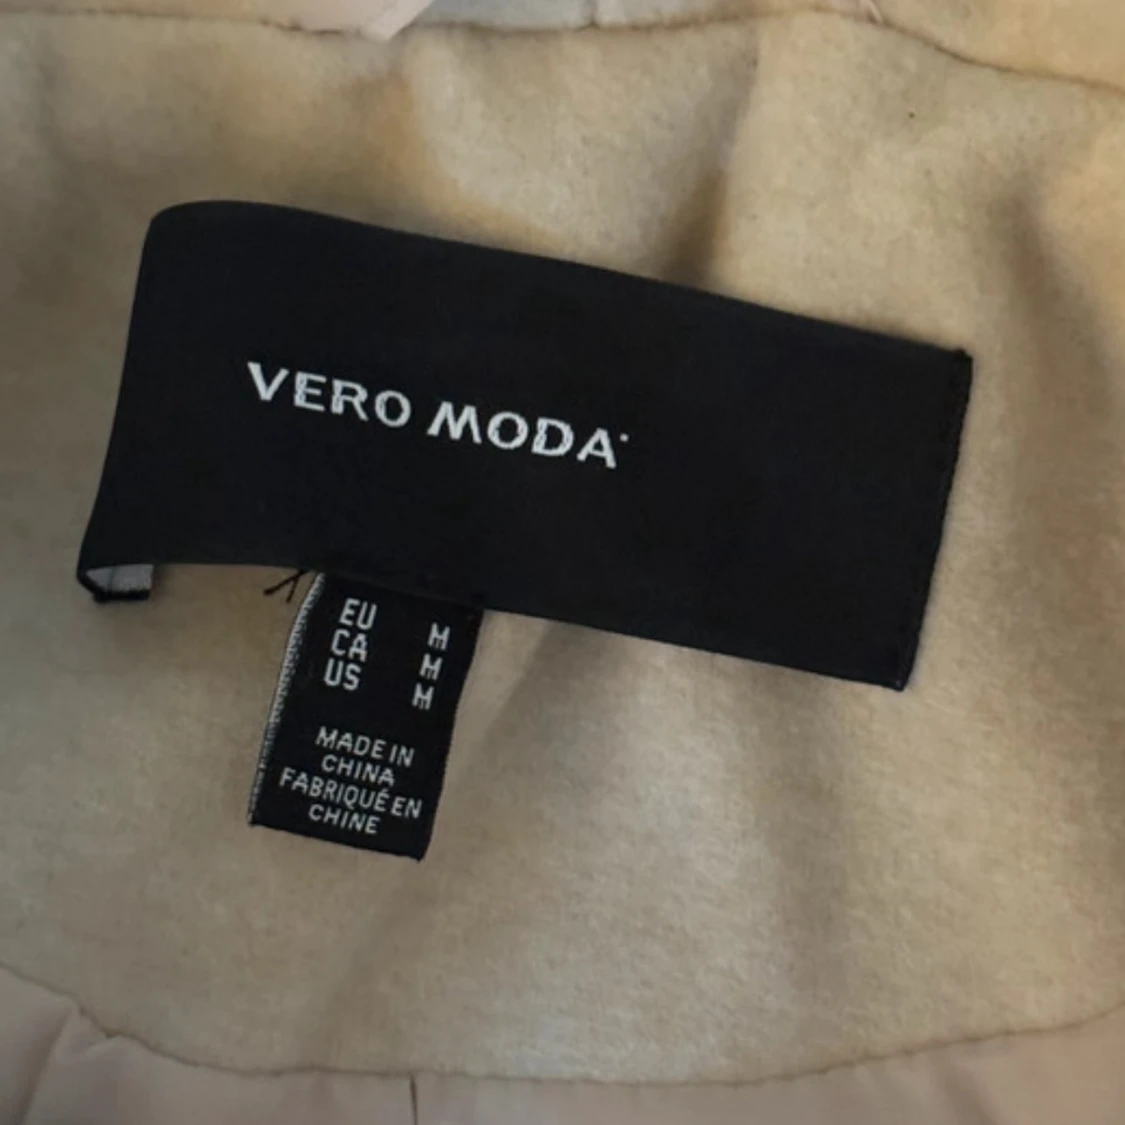 VERO MODA
EU M
CA M
US M
MADE IN
CHINA
FABRIQUÉ EN
CHINE